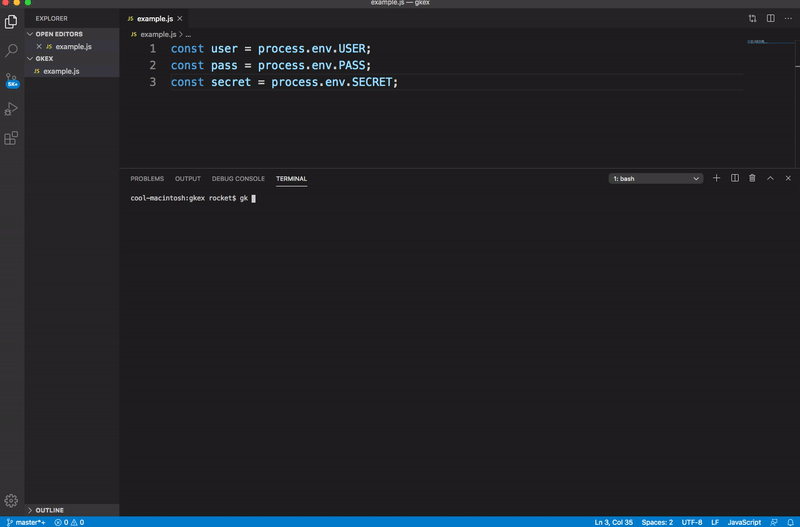 example.js — gkex
EXPLORER
OPEN EDITORS
JS example.js
GKEX
JS example.js
5K+
OUTLINE
JS example.js
JS example.js > ...
1 const user = process.env.USER;
2 const pass = process.env.PASS;
3 const secret = process.env.SECRET;
PROBLEMS OUTPUT DEBUG CONSOLE TERMINAL
1: bash
cool-macintosh:gkex rocket$ gk
master*+ 0 0 Ln 3, Col 35 Spaces: 2 UTF-8 LF JavaScript